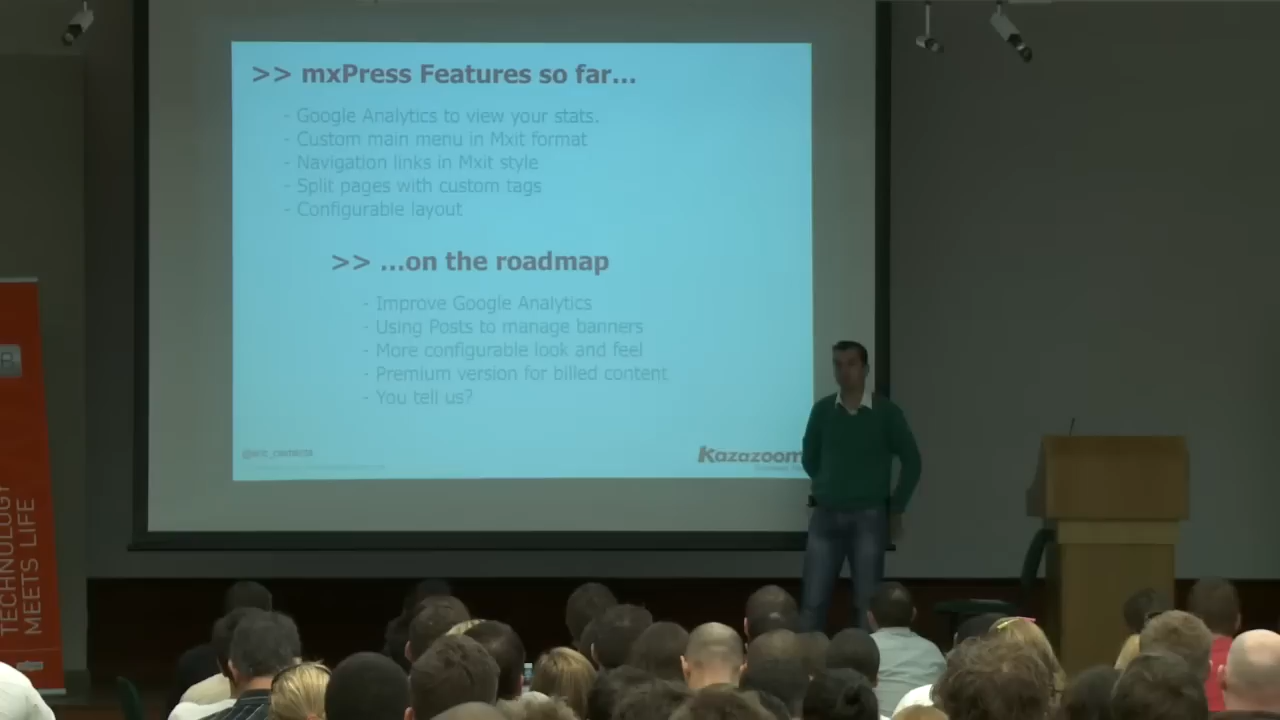 >> mxPress Features so far...
- Google Analytics to view your stats.
- Custom main menu in Mxit format
- Navigation links in Mxit style
- Split pages with custom tags
- Configurable layout
>> ...on the roadmap
- Improve Google Analytics
- Using Posts to manage banners
- More configurable look and feel
- Premium version for billed content
- You tell us?
Kazazoom
TECHNOLOGY
MEETS LIFE